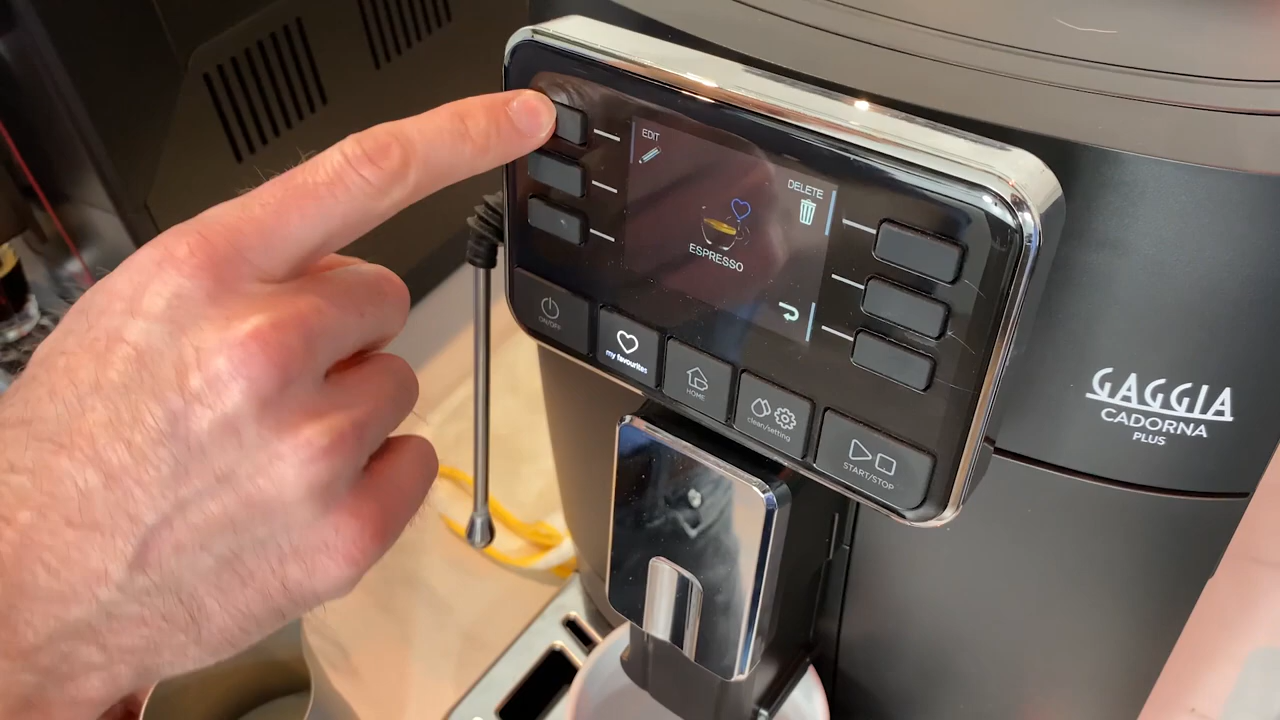 EDIT
DELETE
ESPRESSO
ON/OFF
my favourites
HOME
clean/setting
START/STOP
GAGGIA
CADORNA
PLUS